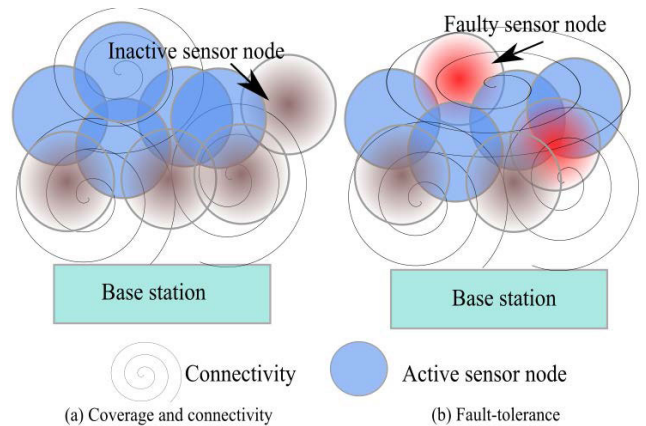 Faulty sensor node
Inactive sensor node
Base station
Base station
Connectivity
Active sensor node
(a) Coverage and connectivity
(b) Fault-tolerance